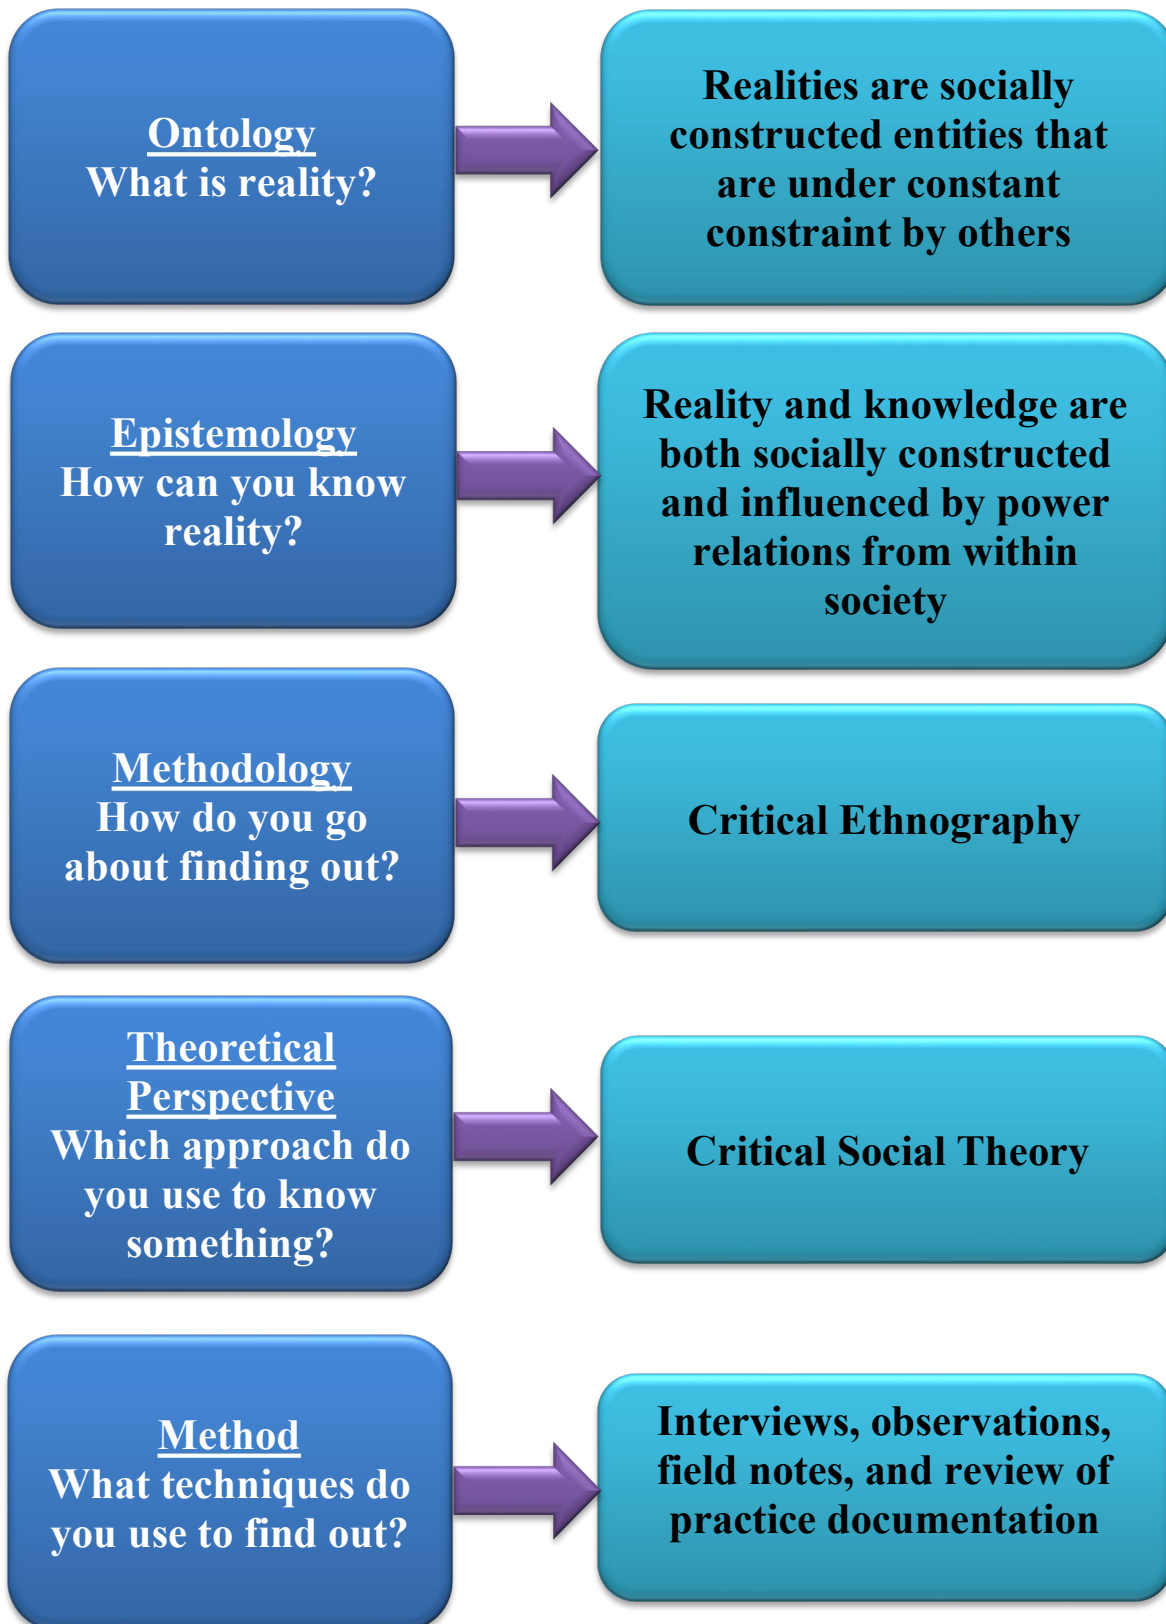 Ontology
What is reality?
Realities are socially
constructed entities that
are under constant
constraint by others
Epistemology
How can you know
reality?
Reality and knowledge are
both socially constructed
and influenced by power
relations from within
society
Methodology
How do you go
about finding out?
Critical Ethnography
Theoretical
Perspective
Which approach do
you use to know
something?
Critical Social Theory
Method
What techniques do
you use to find out?
Interviews, observations,
field notes, and review of
practice documentation